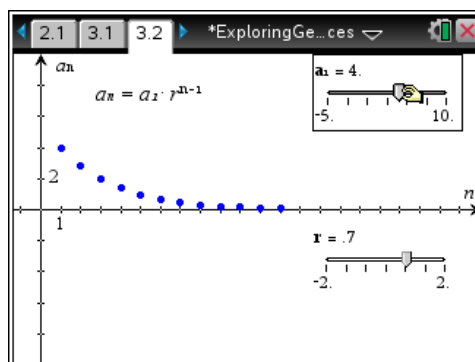 2.1 3.1 3.2 *ExploringGe...ces
an
an = a1· r^n-1
a1 = 4.
-5. 10.
2
n
1
r = .7
-2. 2.